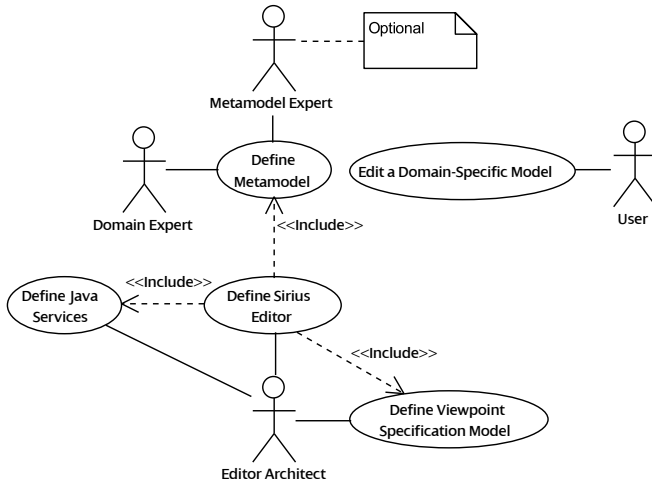 Optional
Metamodel Expert
Define
Metamodel
Edit a Domain-Specific Model
Domain Expert
User
<<Include>>
<<Include>>
Define Java
Services
Define Sirius
Editor
<<Include>>
Define Viewpoint
Specification Model
Editor Architect